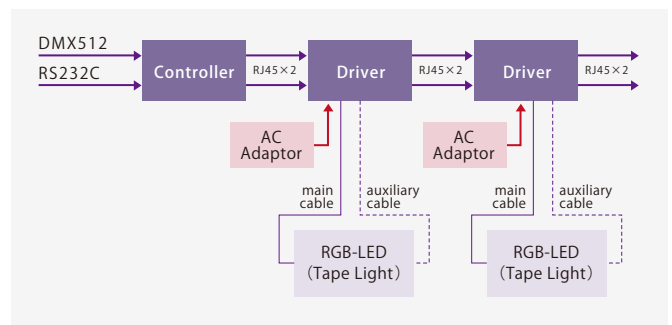 DMX512
RS232C
Controller
RJ45×2
Driver
RJ45×2
Driver
RJ45×2
AC
Adaptor
AC
Adaptor
main
cable
auxiliary
cable
main
cable
auxiliary
cable
RGB-LED
（Tape Light）
RGB-LED
（Tape Light）